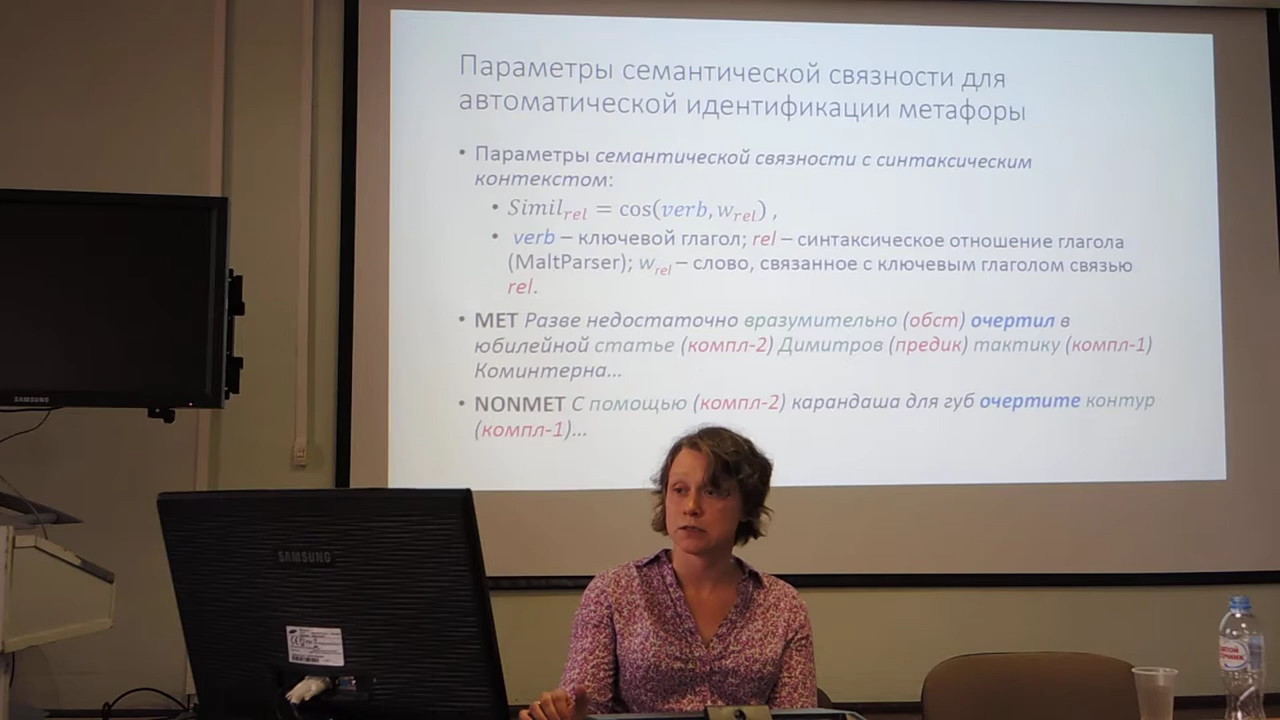 Параметры семантической связности для
автоматической идентификации метафоры
• Параметры семантической связности с синтаксическим
контекстом:
• Simil_rel = cos(verb, w_rel) ,
• verb – ключевой глагол; rel – синтаксическое отношение глагола
(MaltParser); w_rel – слово, связанное с ключевым глаголом связью
rel.
• MET Разве недостаточно вразумительно (обст) очертил в
юбилейной статье (компл-2) Димитров (предик) тактику (компл-1)
Коминтерна...
• NONMET С помощью (компл-2) карандаша для губ очертите контур
(компл-1)...
SAMSUNG
SAMSUNG